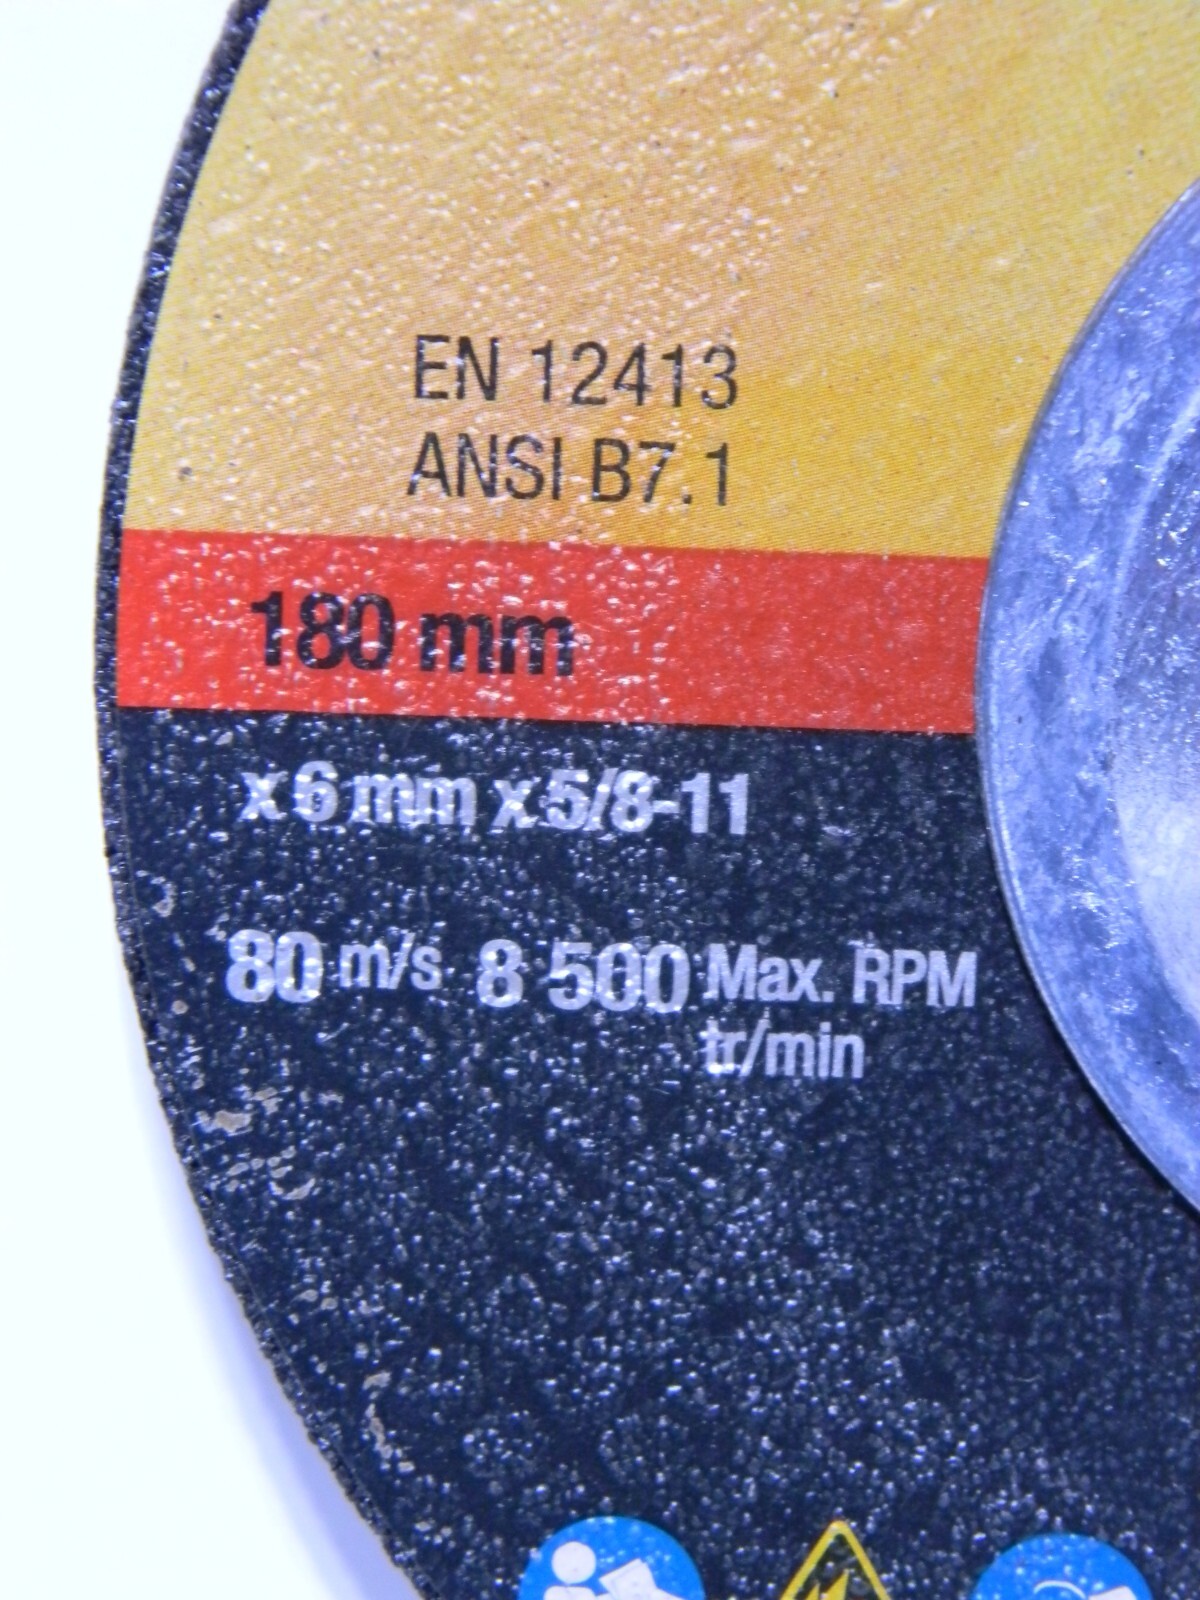 EN 12413
ANSI B7.1
180 mm
x 6 mm x 5/8-11
80 m/s 8 500 Max. RPM
tr/min